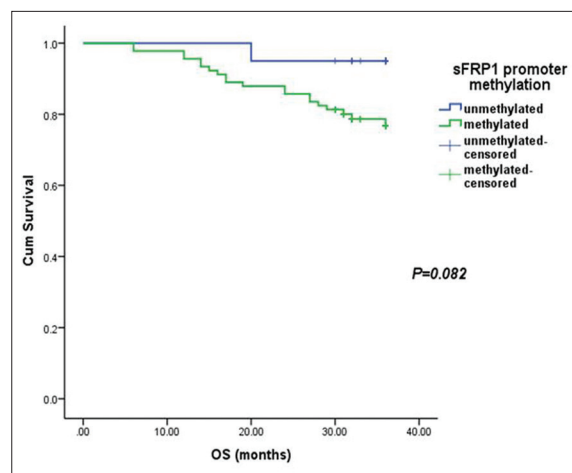 sFRP1 promoter
methylation
unmethylated
methylated
unmethylated-
censored
methylated-
censored
P=0.082
Cum Survival
1.0
0.8
0.6
0.4
0.2
0.0
.00
10.00
20.00
30.00
40.00
OS (months)